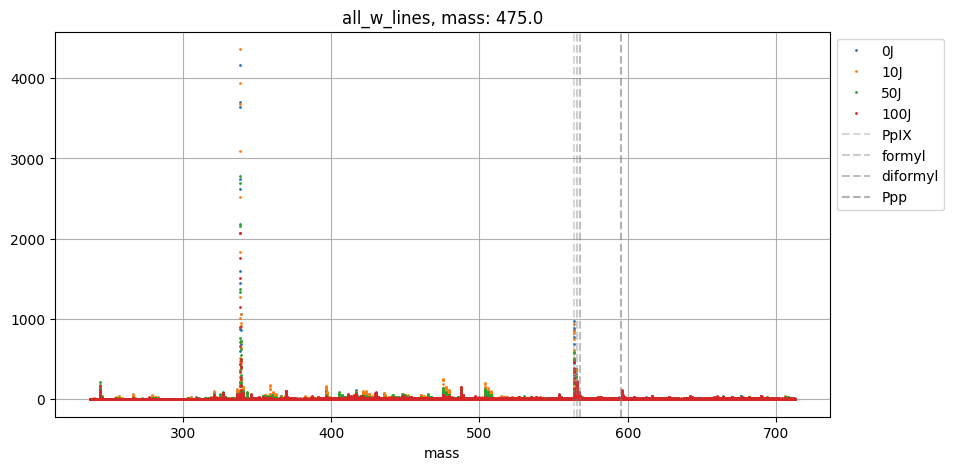 all_w_lines, mass: 475.0
4000
3000
2000
1000
0
300
400
500
600
700
mass
0J
10J
50J
100J
PpIX
formyl
diformyl
Ppp